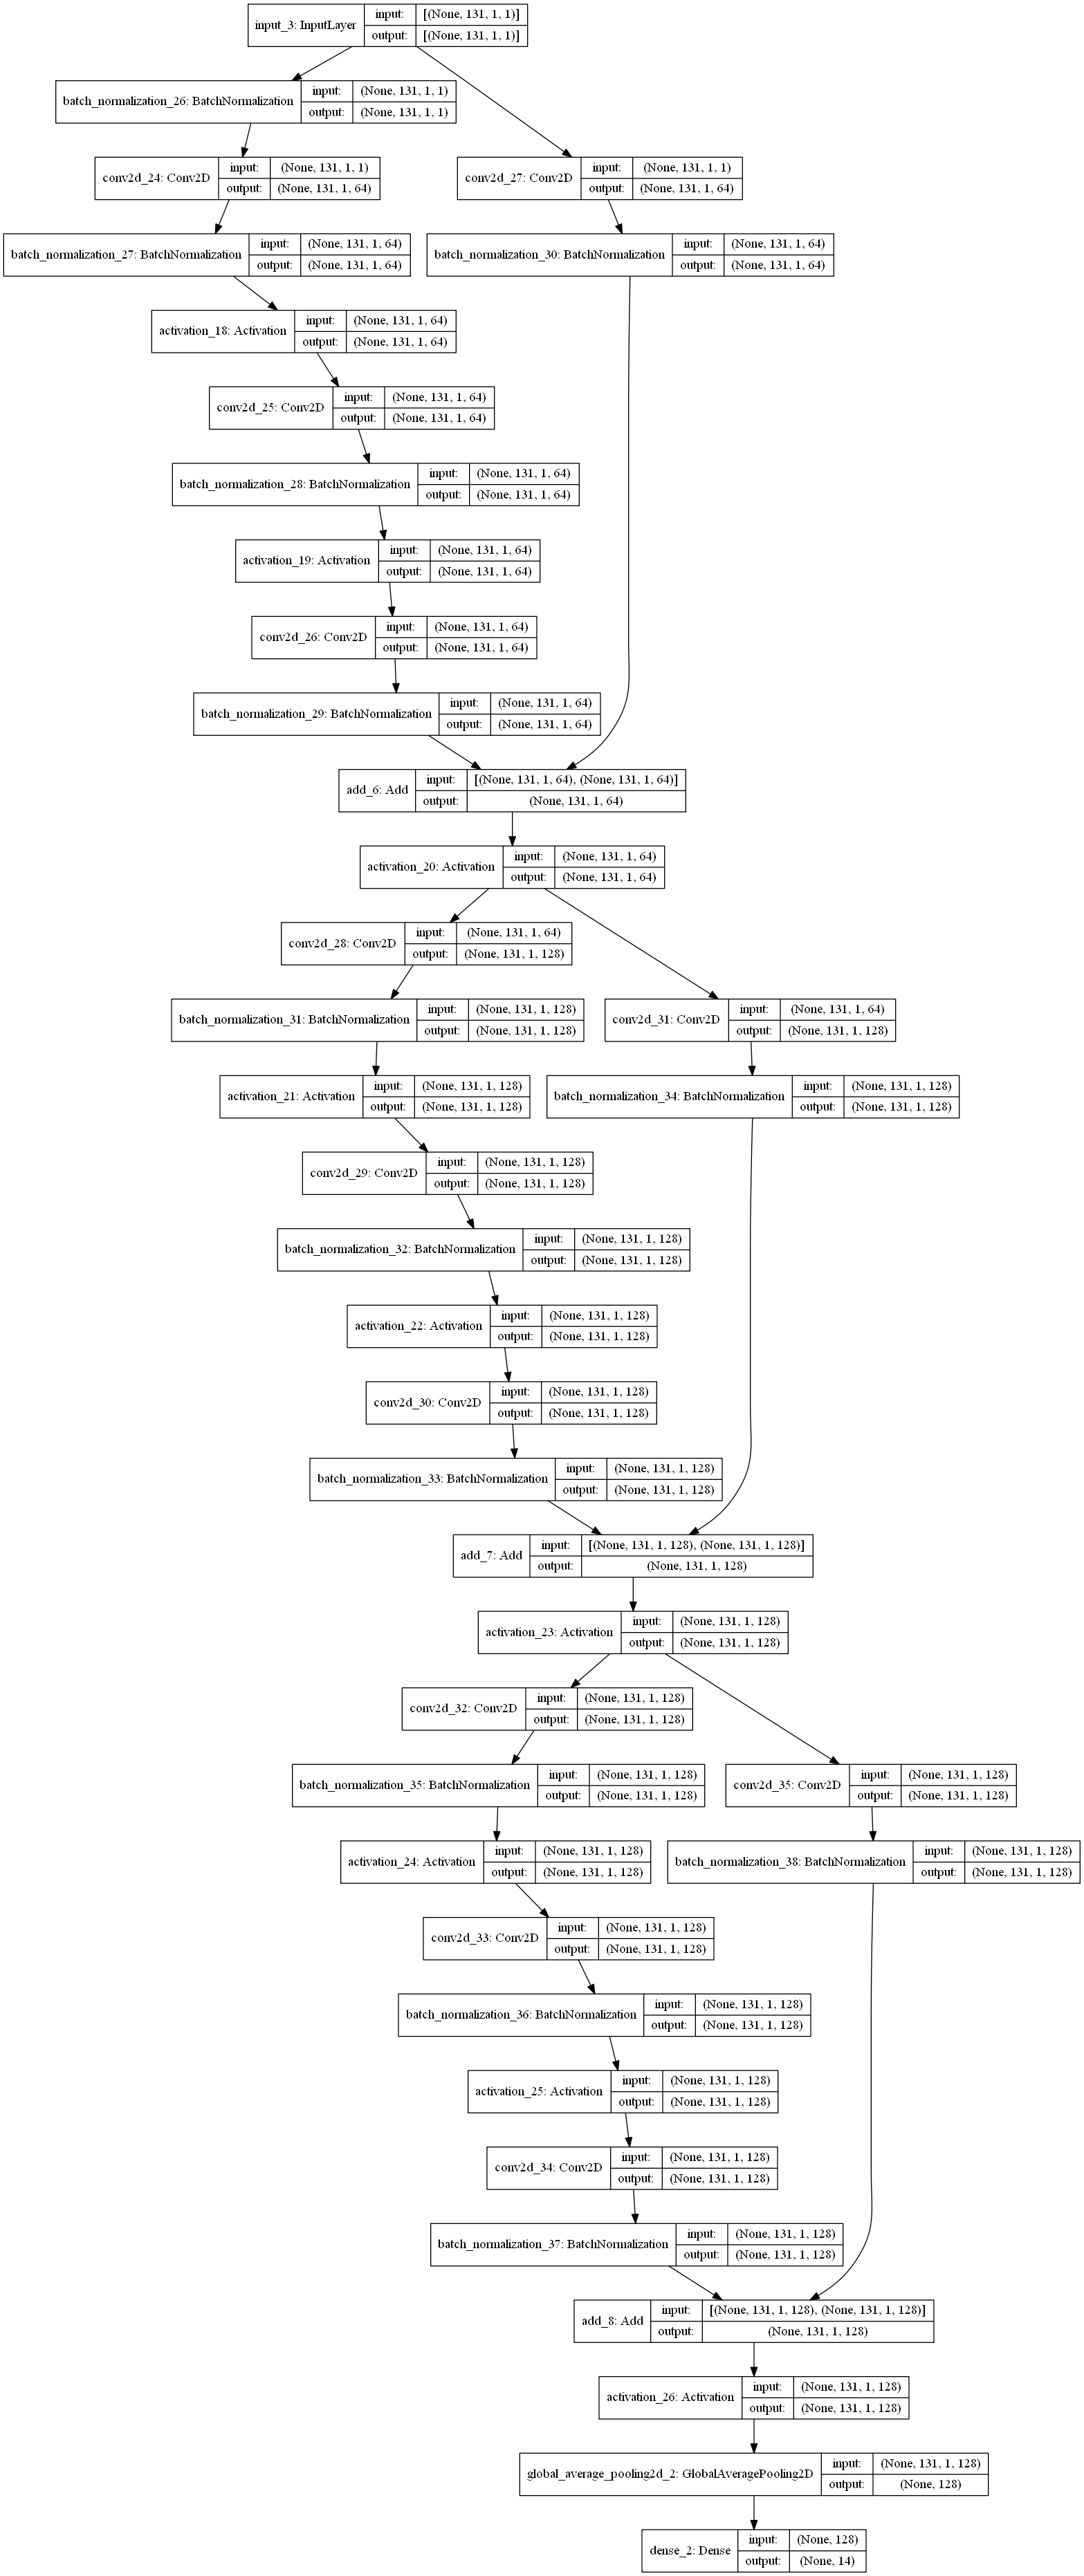 input_3: InputLayer
input: [(None, 131, 1, 1)]
output: [(None, 131, 1, 1)]
batch_normalization_26: BatchNormalization
input: (None, 131, 1, 1)
output: (None, 131, 1, 1)
conv2d_24: Conv2D
input: (None, 131, 1, 1)
output: (None, 131, 1, 64)
conv2d_27: Conv2D
input: (None, 131, 1, 1)
output: (None, 131, 1, 64)
batch_normalization_27: BatchNormalization
input: (None, 131, 1, 64)
output: (None, 131, 1, 64)
batch_normalization_30: BatchNormalization
input: (None, 131, 1, 64)
output: (None, 131, 1, 64)
activation_18: Activation
input: (None, 131, 1, 64)
output: (None, 131, 1, 64)
conv2d_25: Conv2D
input: (None, 131, 1, 64)
output: (None, 131, 1, 64)
batch_normalization_28: BatchNormalization
input: (None, 131, 1, 64)
output: (None, 131, 1, 64)
activation_19: Activation
input: (None, 131, 1, 64)
output: (None, 131, 1, 64)
conv2d_26: Conv2D
input: (None, 131, 1, 64)
output: (None, 131, 1, 64)
batch_normalization_29: BatchNormalization
input: (None, 131, 1, 64)
output: (None, 131, 1, 64)
add_6: Add
input: [(None, 131, 1, 64), (None, 131, 1, 64)]
output: (None, 131, 1, 64)
activation_20: Activation
input: (None, 131, 1, 64)
output: (None, 131, 1, 64)
conv2d_28: Conv2D
input: (None, 131, 1, 64)
output: (None, 131, 1, 128)
batch_normalization_31: BatchNormalization
input: (None, 131, 1, 128)
output: (None, 131, 1, 128)
conv2d_31: Conv2D
input: (None, 131, 1, 64)
output: (None, 131, 1, 128)
activation_21: Activation
input: (None, 131, 1, 128)
output: (None, 131, 1, 128)
batch_normalization_34: BatchNormalization
input: (None, 131, 1, 128)
output: (None, 131, 1, 128)
conv2d_29: Conv2D
input: (None, 131, 1, 128)
output: (None, 131, 1, 128)
batch_normalization_32: BatchNormalization
input: (None, 131, 1, 128)
output: (None, 131, 1, 128)
activation_22: Activation
input: (None, 131, 1, 128)
output: (None, 131, 1, 128)
conv2d_30: Conv2D
input: (None, 131, 1, 128)
output: (None, 131, 1, 128)
batch_normalization_33: BatchNormalization
input: (None, 131, 1, 128)
output: (None, 131, 1, 128)
add_7: Add
input: [(None, 131, 1, 128), (None, 131, 1, 128)]
output: (None, 131, 1, 128)
activation_23: Activation
input: (None, 131, 1, 128)
output: (None, 131, 1, 128)
conv2d_32: Conv2D
input: (None, 131, 1, 128)
output: (None, 131, 1, 128)
batch_normalization_35: BatchNormalization
input: (None, 131, 1, 128)
output: (None, 131, 1, 128)
conv2d_35: Conv2D
input: (None, 131, 1, 128)
output: (None, 131, 1, 128)
activation_24: Activation
input: (None, 131, 1, 128)
output: (None, 131, 1, 128)
batch_normalization_38: BatchNormalization
input: (None, 131, 1, 128)
output: (None, 131, 1, 128)
conv2d_33: Conv2D
input: (None, 131, 1, 128)
output: (None, 131, 1, 128)
batch_normalization_36: BatchNormalization
input: (None, 131, 1, 128)
output: (None, 131, 1, 128)
activation_25: Activation
input: (None, 131, 1, 128)
output: (None, 131, 1, 128)
conv2d_34: Conv2D
input: (None, 131, 1, 128)
output: (None, 131, 1, 128)
batch_normalization_37: BatchNormalization
input: (None, 131, 1, 128)
output: (None, 131, 1, 128)
add_8: Add
input: [(None, 131, 1, 128), (None, 131, 1, 128)]
output: (None, 131, 1, 128)
activation_26: Activation
input: (None, 131, 1, 128)
output: (None, 131, 1, 128)
global_average_pooling2d_2: GlobalAveragePooling2D
input: (None, 131, 1, 128)
output: (None, 128)
dense_2: Dense
input: (None, 128)
output: (None, 14)